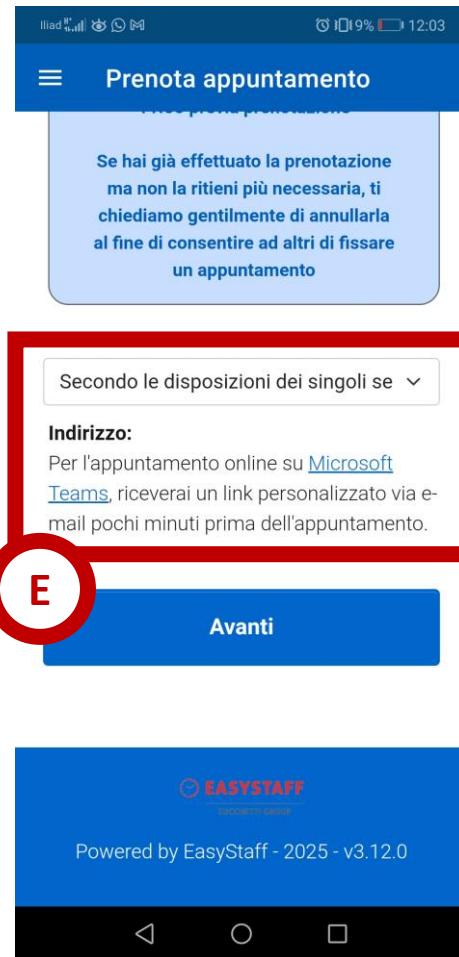 Iliad 9% 12:03
Prenota appuntamento
Se hai già effettuato la prenotazione
ma non la ritieni più necessaria, ti
chiediamo gentilmente di annullarla
al fine di consentire ad altri di fissare
un appuntamento
Secondo le disposizioni dei singoli se
Indirizzo:
Per l'appuntamento online su Microsoft
Teams, riceverai un link personalizzato via e-
mail pochi minuti prima dell'appuntamento.
E
Avanti
EASYSTAFF
ZUCCHETTI GROUP
Powered by EasyStaff - 2025 - v3.12.0